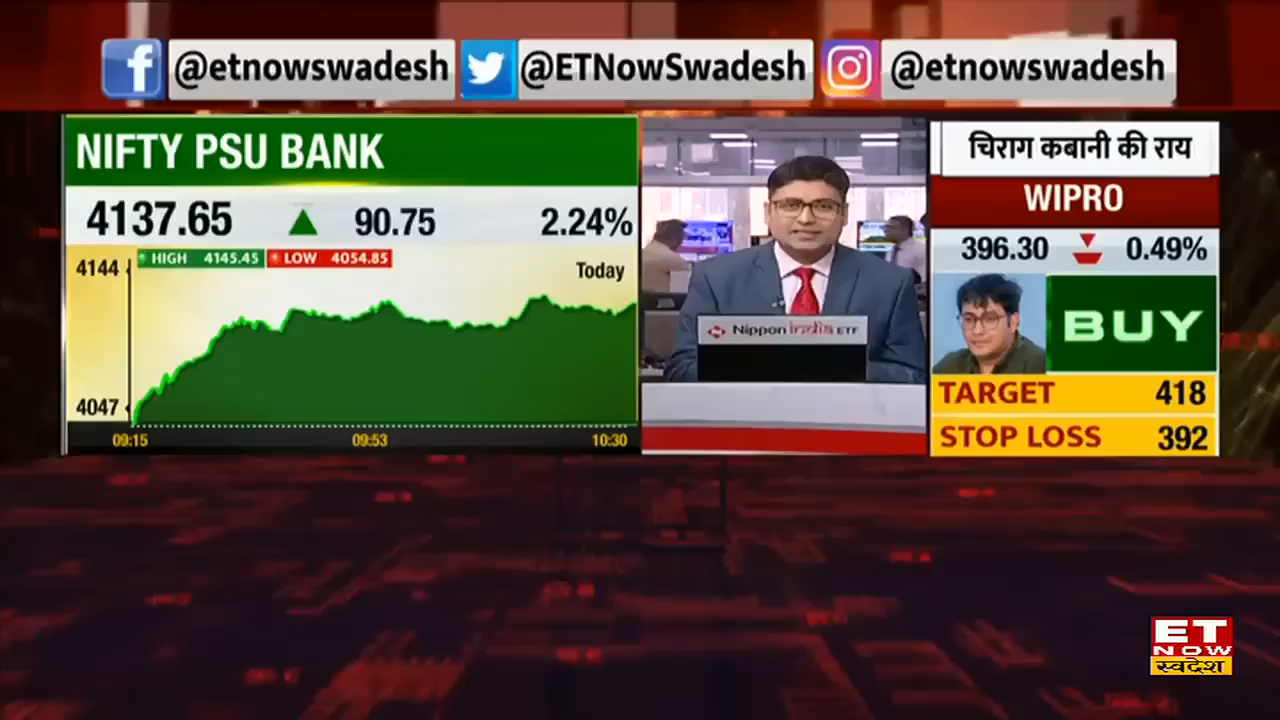 @etnowswadesh @ETNowSwadesh @etnowswadesh
NIFTY PSU BANK
4137.65 ▲ 90.75 2.24%
HIGH 4145.45 LOW 4054.85
Today
4144
4047
09:15 09:53 10:30
Nippon india ETF
चिराग कबानी की राय
WIPRO
396.30 0.49%
BUY
TARGET 418
STOP LOSS 392
ET
NOW
स्वदेश